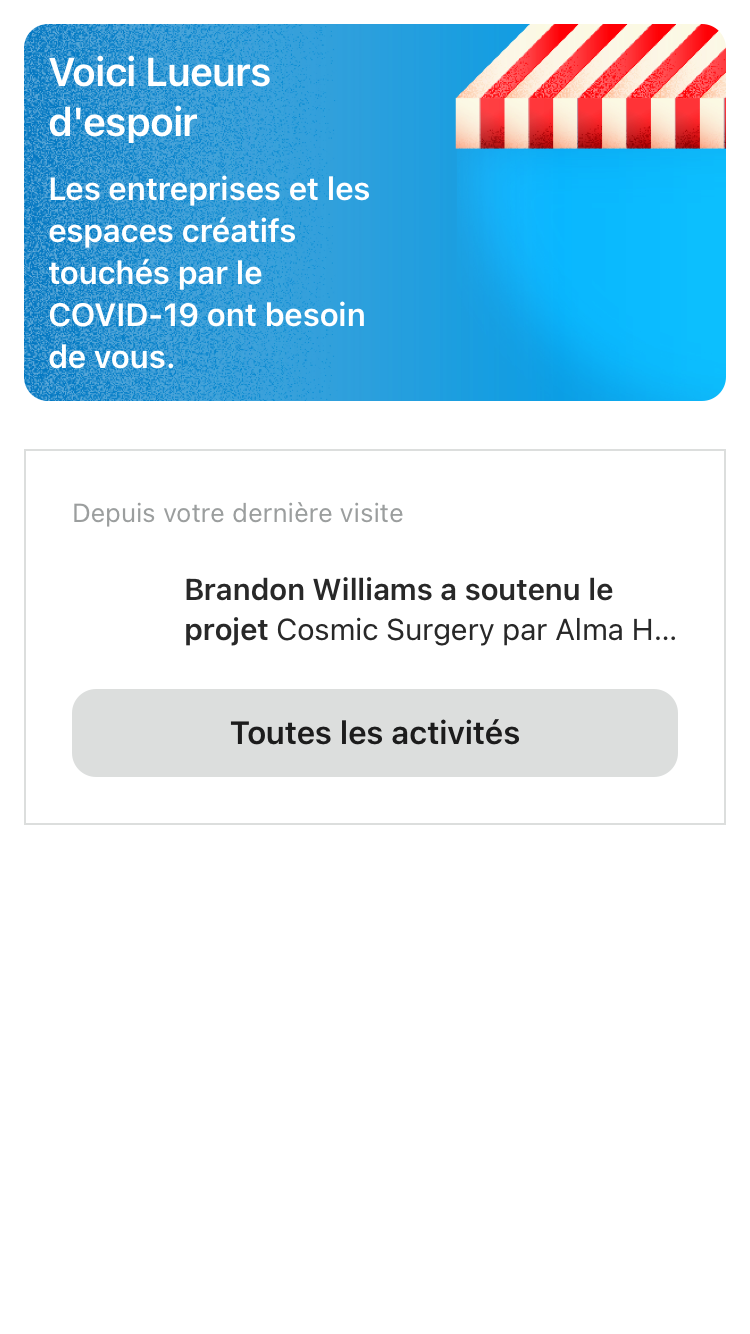 Voici Lueurs
d'espoir
Les entreprises et les
espaces créatifs
touchés par le
COVID-19 ont besoin
de vous.
Depuis votre dernière visite
Brandon Williams a soutenu le
projet Cosmic Surgery par Alma H...
Toutes les activités